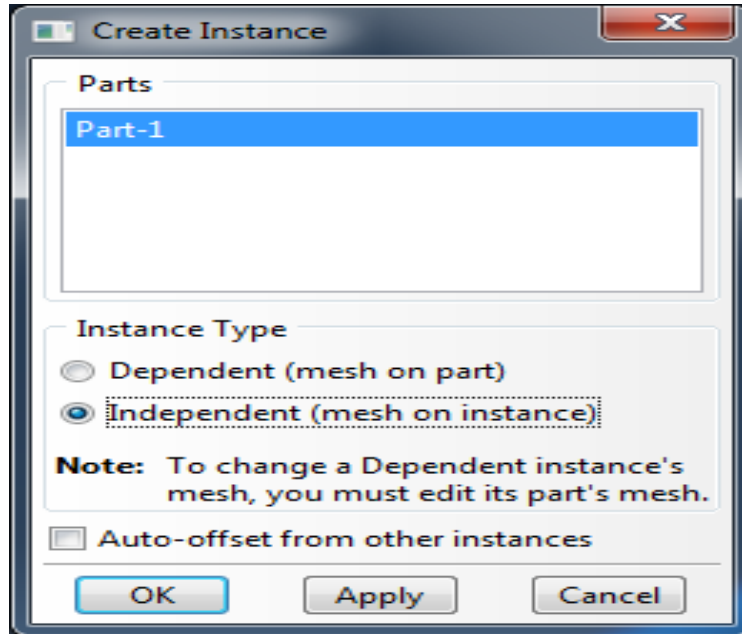 Create Instance
Parts
Part-1
Instance Type
Dependent (mesh on part)
Independent (mesh on instance)
Note: To change a Dependent instance's
mesh, you must edit its part's mesh.
Auto-offset from other instances
OK Apply Cancel